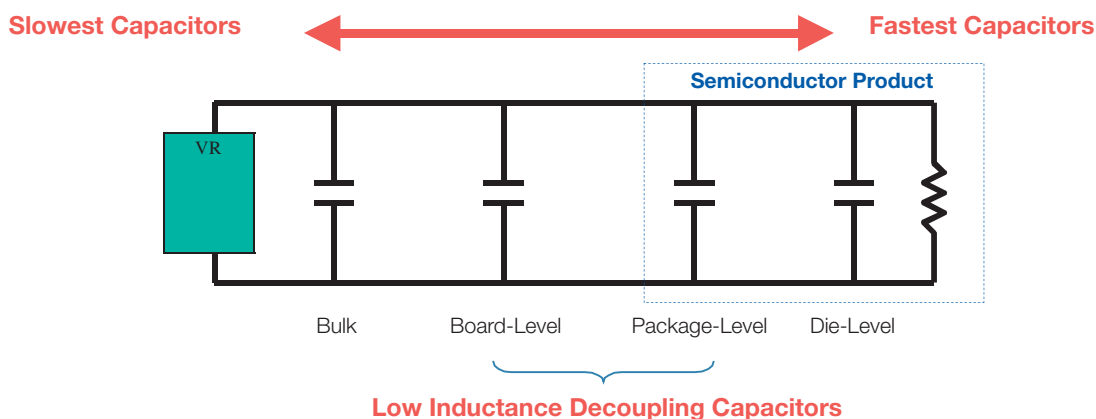 Slowest Capacitors
Fastest Capacitors
Semiconductor Product
VR
Bulk
Board-Level
Package-Level
Die-Level
Low Inductance Decoupling Capacitors